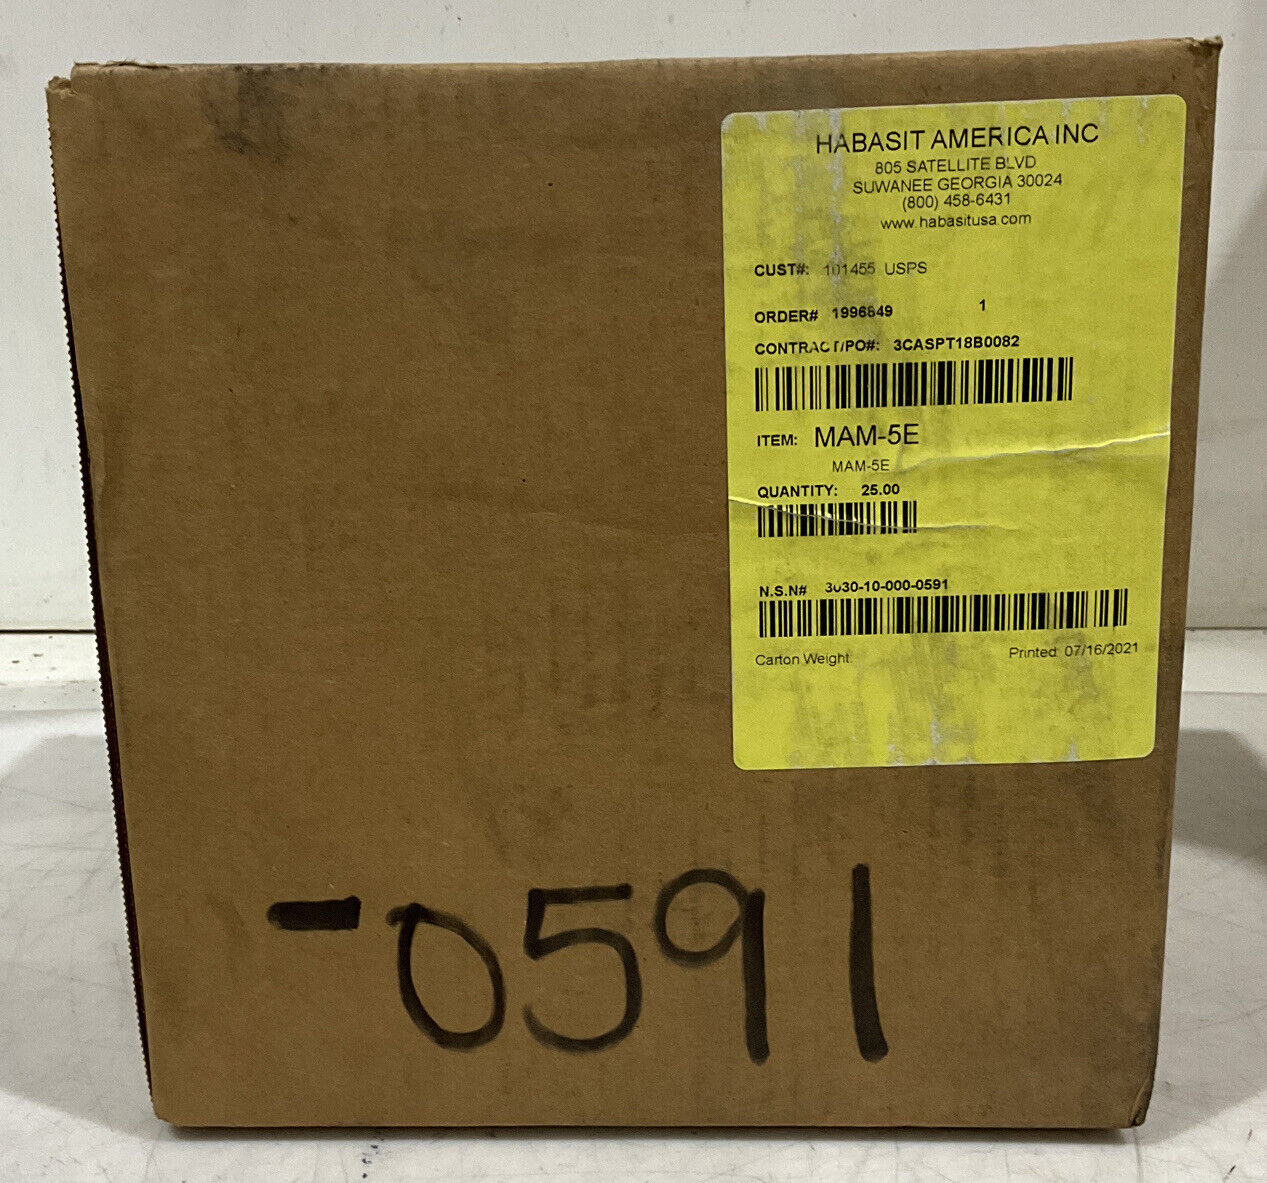 HABASIT AMERICA INC
805 SATELLITE BLVD
SUWANEE GEORGIA 30024
(800) 458-6431
www.habasitusa.com
CUST#: 101455 USPS
ORDER# 1996849 1
CONTRACT/PO#: 3CASPT18B0082
ITEM: MAM-5E
MAM-5E
QUANTITY: 25.00
N.S.N# 3030-10-000-0591
Carton Weight: Printed: 07/16/2021
-0591